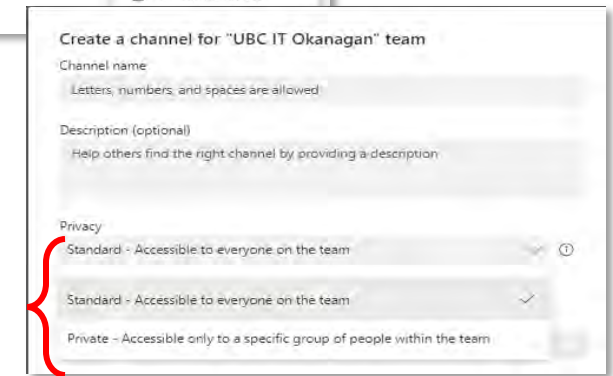 Create a channel for "UBC IT Okanagan" team
Channel name
Letters, numbers, and spaces are allowed
Description (optional)
Help others find the right channel by providing a description
Privacy
Standard - Accessible to everyone on the team
Standard - Accessible to everyone on the team
Private - Accessible only to a specific group of people within the team